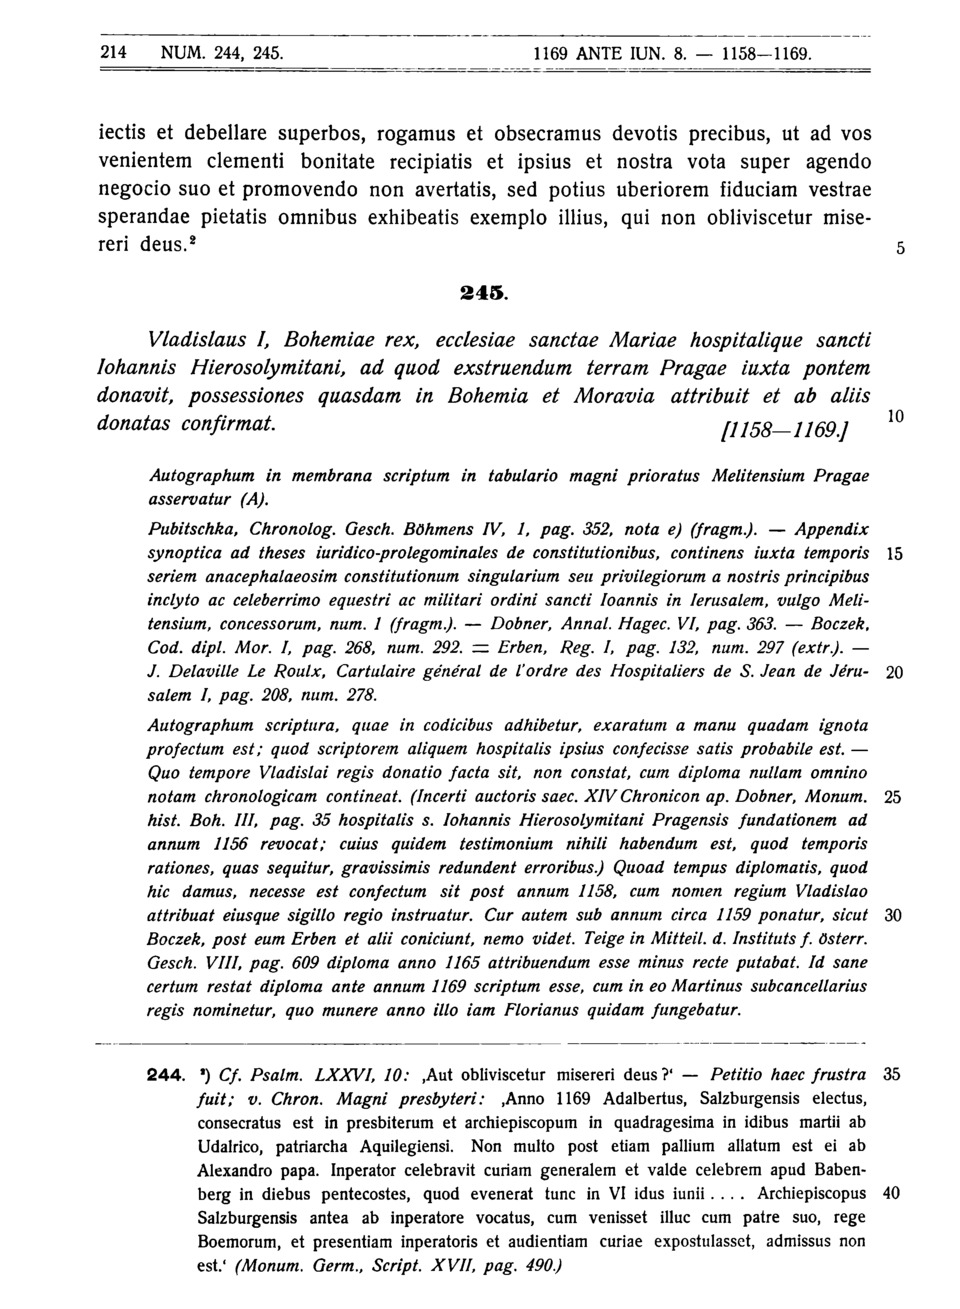 214 NUM. 244, 245. 1169 ANTE IUN. 8. — 1158—1169.
iectis et debellare superbos, rogamus et obsecramus devotis precibus, ut ad vos
venientem clementi bonitate recipiatis et ipsius et nostra vota super agendo
negocio suo et promovendo non avertatis, sed potius uberiorem fiduciam vestrae
sperandae pietatis omnibus exhibeatis exemplo illius, qui non obliviscetur mise-
reri deus.² 5
245.
Vladislaus I, Bohemiae rex, ecclesiae sanctae Mariae hospitalique sancti
Iohannis Hierosolymitani, ad quod exstruendum terram Pragae iuxta pontem
donavit, possessiones quasdam in Bohemia et Moravia attribuit et ab aliis
donatas confirmat. [1158—1169.] 10
Autographum in membrana scriptum in tabulario magni prioratus Melitensium Pragae
asservatur (A).
Pubitschka, Chronolog. Gesch. Böhmens IV, 1, pag. 352, nota e) (fragm.). — Appendix
synoptica ad theses iuridico-prolegominales de constitutionibus, continens iuxta temporis 15
seriem anacephalaeosim constitutionum singularium seu privilegiorum a nostris principibus
inclyto ac celeberrimo equestri ac militari ordini sancti Ioannis in Ierusalem, vulgo Meli-
tensium, concessorum, num. 1 (fragm.). — Dobner, Annal. Hagec. VI, pag. 363. — Boczek,
Cod. dipl. Mor. I, pag. 268, num. 292. = Erben, Reg. I, pag. 132, num. 297 (extr.). —
J. Delaville Le Roulx, Cartulaire général de l'ordre des Hospitaliers de S. Jean de Jéru- 20
salem I, pag. 208, num. 278.
Autographum scriptura, quae in codicibus adhibetur, exaratum a manu quadam ignota
profectum est; quod scriptorem aliquem hospitalis ipsius confecisse satis probabile est. —
Quo tempore Vladislai regis donatio facta sit, non constat, cum diploma nullam omnino
notam chronologicam contineat. (Incerti auctoris saec. XIV Chronicon ap. Dobner, Monum. 25
hist. Boh. III, pag. 35 hospitalis s. Iohannis Hierosolymitani Pragensis fundationem ad
annum 1156 revocat; cuius quidem testimonium nihili habendum est, quod temporis
rationes, quas sequitur, gravissimis redundent erroribus.) Quoad tempus diplomatis, quod
hic damus, necesse est confectum sit post annum 1158, cum nomen regium Vladislao
attribuat eiusque sigillo regio instruatur. Cur autem sub annum circa 1159 ponatur, sicut 30
Boczek, post eum Erben et alii coniciunt, nemo videt. Teige in Mitteil. d. Instituts f. österr.
Gesch. VIII, pag. 609 diploma anno 1165 attribuendum esse minus recte putabat. Id sane
certum restat diploma ante annum 1169 scriptum esse, cum in eo Martinus subcancellarius
regis nominetur, quo munere anno illo iam Florianus quidam fungebatur.
244. ²) Cf. Psalm. LXXVI, 10: ‚Aut obliviscetur misereri deus?‘ — Petitio haec frustra 35
fuit; v. Chron. Magni presbyteri: ‚Anno 1169 Adalbertus, Salzburgensis electus,
consecratus est in presbiterum et archiepiscopum in quadragesima in idibus martii ab
Udalrico, patriarcha Aquilegiensi. Non multo post etiam pallium allatum est ei ab
Alexandro papa. Inperator celebravit curiam generalem et valde celebrem apud Baben-
berg in diebus pentecostes, quod evenerat tunc in VI idus iunii .... Archiepiscopus 40
Salzburgensis antea ab inperatore vocatus, cum venisset illuc cum patre suo, rege
Boemorum, et presentiam inperatoris et audientiam curiae expostulasset, admissus non
est.‘ (Monum. Germ., Script. XVII, pag. 490.)